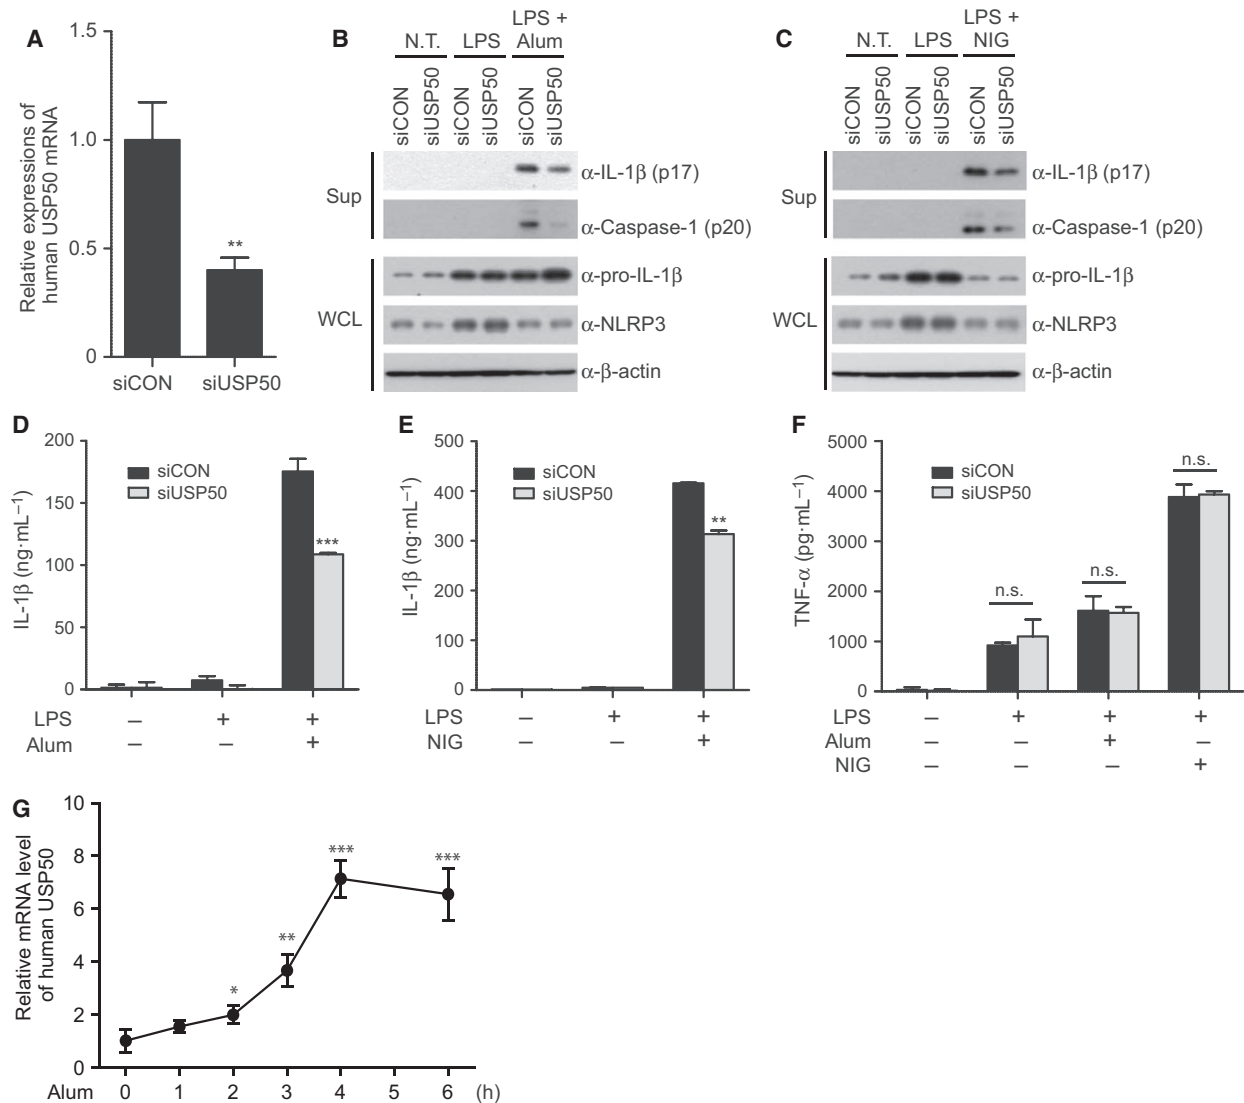 A
Relative expressions of
human USP50 mRNA
1.5
1.0
0.5
0
**
siCON siUSP50
B
N.T. LPS LPS +
Alum
siCON siUSP50 siCON siUSP50 siCON siUSP50
Sup
α-IL-1β (p17)
α-Caspase-1 (p20)
WCL
α-pro-IL-1β
α-NLRP3
α-β-actin
C
N.T. LPS LPS +
NIG
siCON siUSP50 siCON siUSP50 siCON siUSP50
Sup
α-IL-1β (p17)
α-Caspase-1 (p20)
WCL
α-pro-IL-1β
α-NLRP3
α-β-actin
D
IL-1β (ng·mL−1)
200
150
100
50
0
siCON
siUSP50
***
LPS – + +
Alum – – +
E
IL-1β (ng·mL−1)
500
400
300
200
100
0
siCON
siUSP50
**
LPS – + +
NIG – – +
F
TNF-α (pg·mL−1)
5000
4000
3000
2000
1000
0
siCON
siUSP50
n.s.
n.s.
n.s.
LPS – + + +
Alum – – + –
NIG – – – +
G
Relative mRNA level
of human USP50
10
8
6
4
2
0
*
**
***
***
Alum 0 1 2 3 4 5 6 (h)